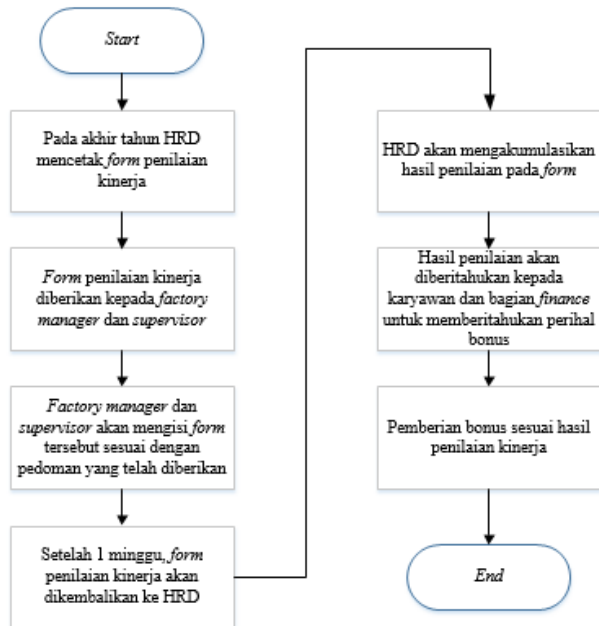 Start
Pada akhir tahun HRD
mencetak form penilaian
kinerja
Form penilaian kinerja
diberikan kepada factory
manager dan supervisor
Factory manager dan
supervisor akan mengisi form
tersebut sesuai dengan
pedoman yang telah diberikan
Setelah 1 minggu, form
penilaian kinerja akan
dikembalikan ke HRD
HRD akan mengakumulasikan
hasil penilaian pada form
Hasil penilaian akan
diberitahukan kepada
karyawan dan bagian finance
untuk memberitahukan perihal
bonus
Pemberian bonus sesuai hasil
penilaian kinerja
End